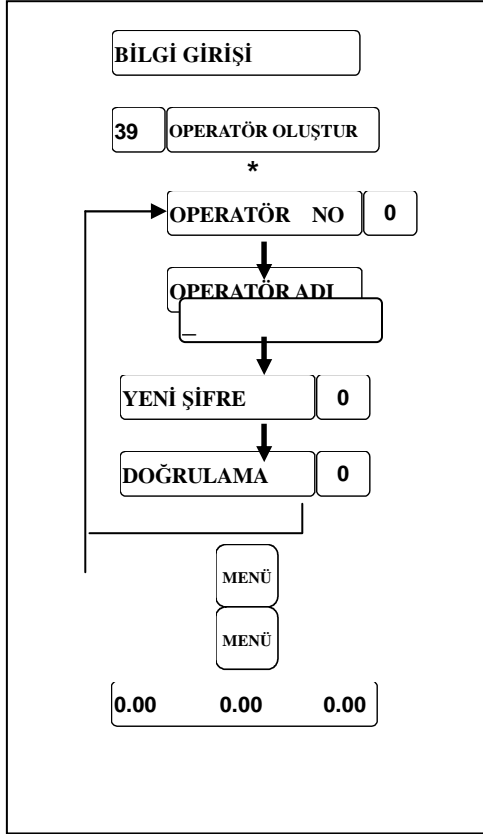 BİLGİ GİRİŞİ
39 OPERATÖR OLUŞTUR
*
OPERATÖR NO 0
OPERATÖR ADI
_
YENİ ŞİFRE 0
DOĞRULAMA 0
MENÜ
MENÜ
0.00 0.00 0.00